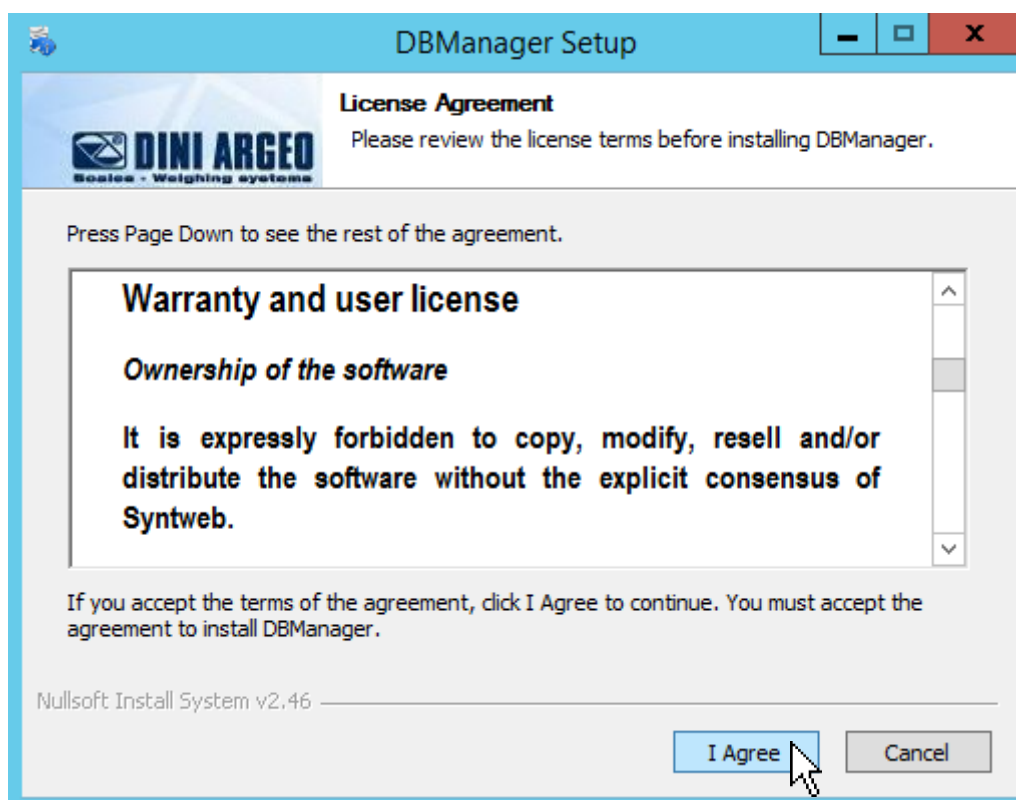 DBManager Setup
License Agreement
Please review the license terms before installing DBManager.
DINI ARGEO
Scales - Weighing systems
Press Page Down to see the rest of the agreement.
Warranty and user license
Ownership of the software
It is expressly forbidden to copy, modify, resell and/or
distribute the software without the explicit consensus of
Syntweb.
If you accept the terms of the agreement, click I Agree to continue. You must accept the
agreement to install DBManager.
Nullsoft Install System v2.46
I Agree
Cancel